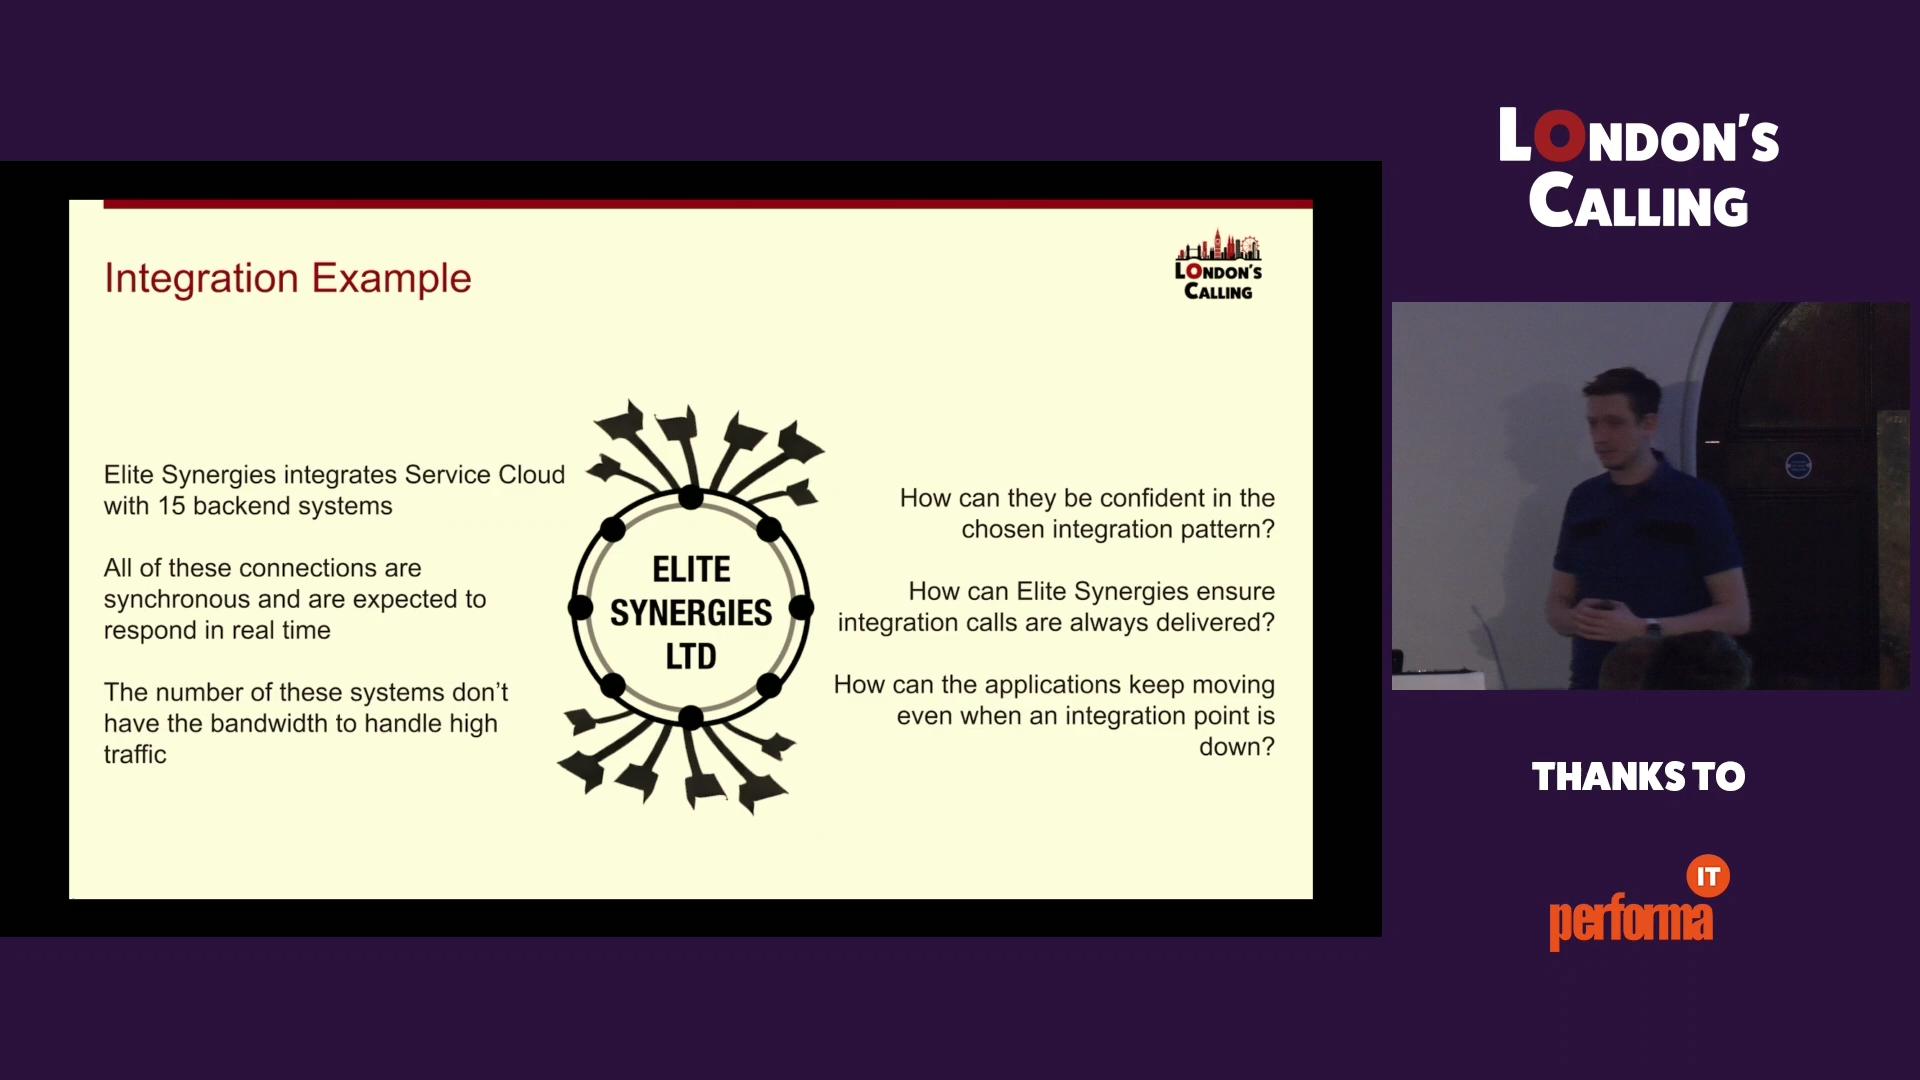 Integration Example
LONDON'S
CALLING
Elite Synergies integrates Service Cloud
with 15 backend systems
All of these connections are
synchronous and are expected to
respond in real time
The number of these systems don’t
have the bandwidth to handle high
traffic
ELITE
SYNERGIES
LTD
How can they be confident in the
chosen integration pattern?
How can Elite Synergies ensure
integration calls are always delivered?
How can the applications keep moving
even when an integration point is
down?
LONDON'S
CALLING
THANKS TO
performa
IT